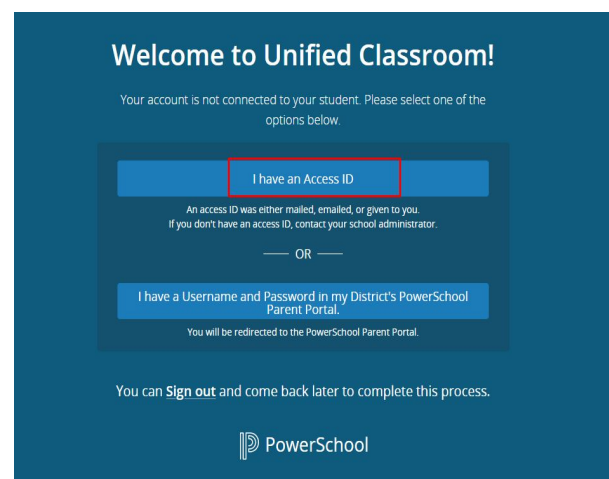 Welcome to Unified Classroom!
Your account is not connected to your student. Please select one of the
options below.
I have an Access ID
An access ID was either mailed, emailed, or given to you.
If you don't have an access ID, contact your school administrator.
OR
I have a Username and Password in my District's PowerSchool
Parent Portal.
You will be redirected to the PowerSchool Parent Portal.
You can Sign out and come back later to complete this process.
PowerSchool